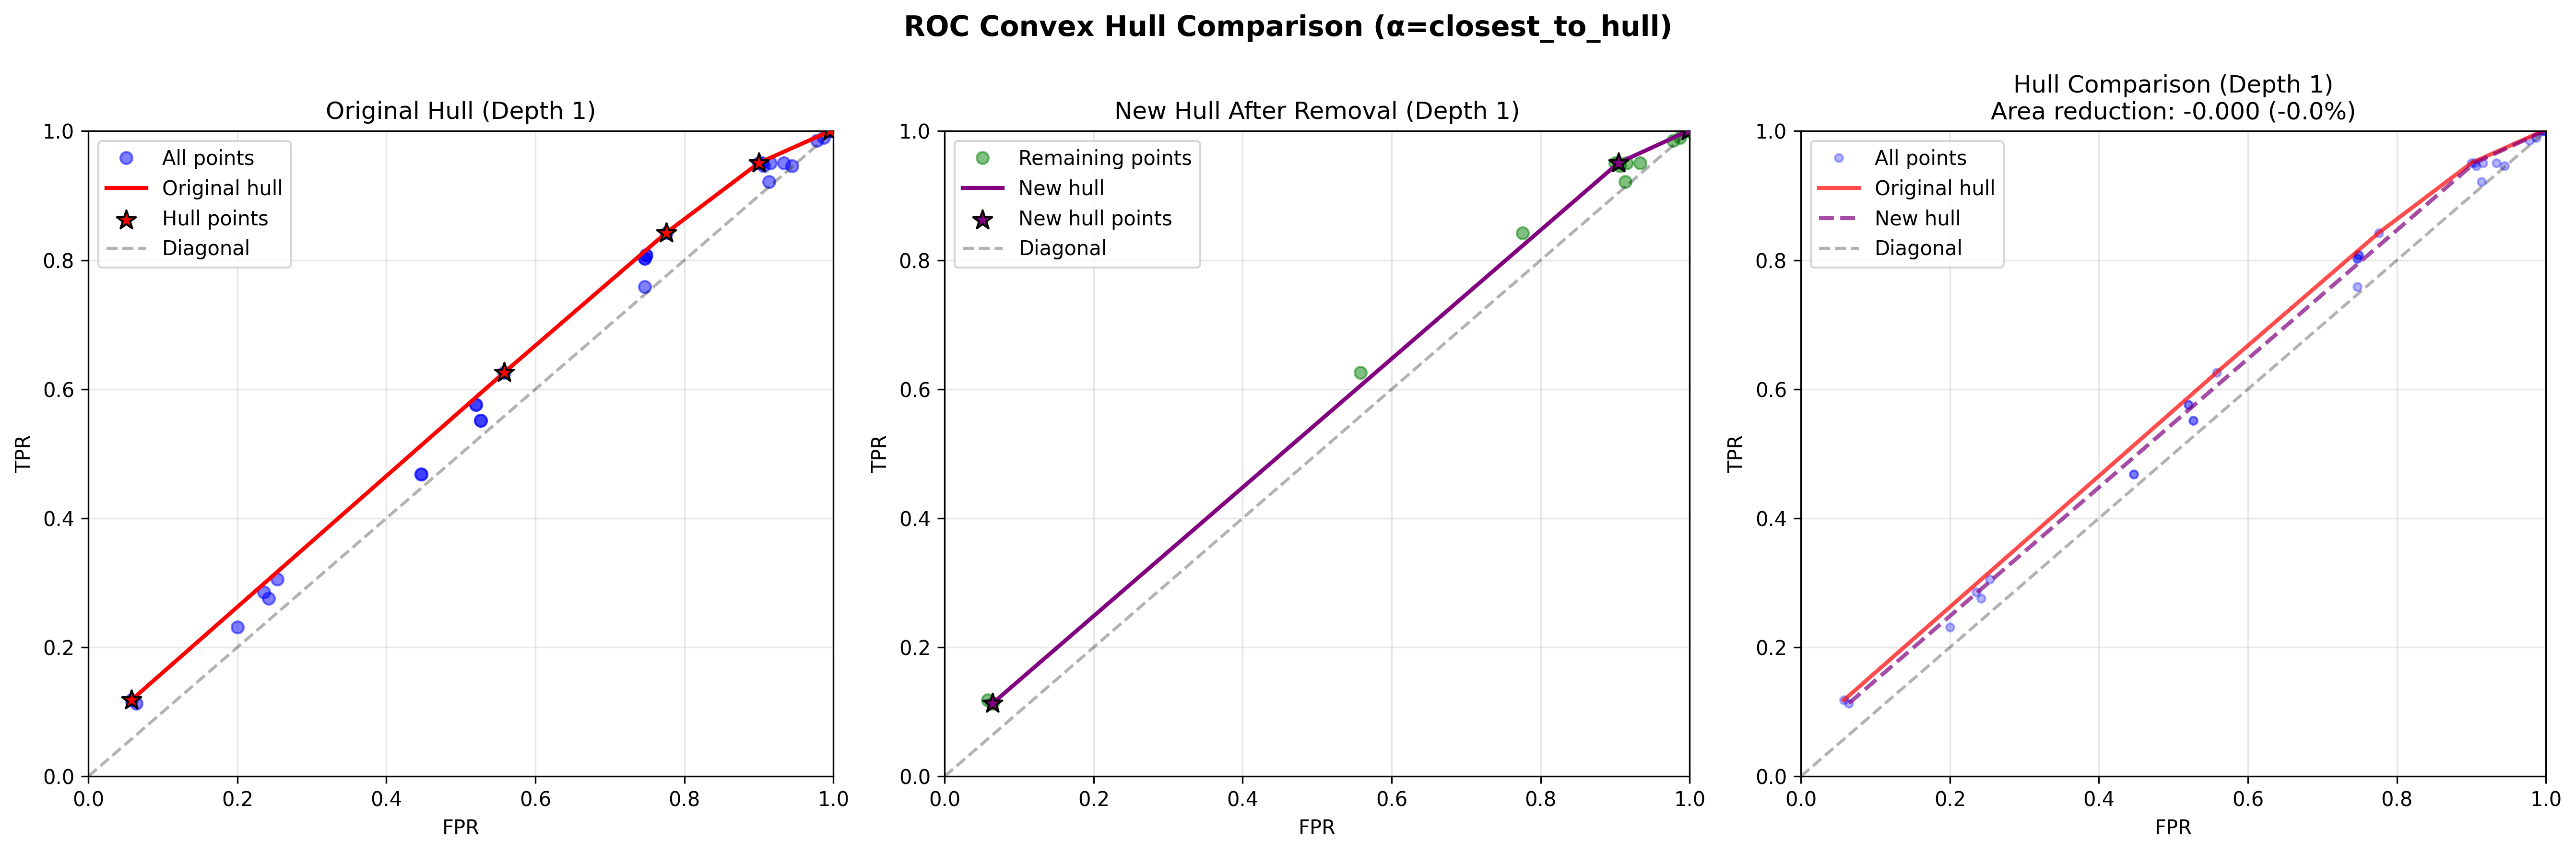 ROC Convex Hull Comparison (α=closest_to_hull)
Original Hull (Depth 1)
1.0
0.8
0.6
0.4
0.2
0.0
TPR
All points
Original hull
Hull points
Diagonal
0.0 0.2 0.4 0.6 0.8 1.0
FPR
New Hull After Removal (Depth 1)
1.0
0.8
0.6
0.4
0.2
0.0
TPR
Remaining points
New hull
New hull points
Diagonal
0.0 0.2 0.4 0.6 0.8 1.0
FPR
Hull Comparison (Depth 1)
Area reduction: -0.000 (-0.0%)
1.0
0.8
0.6
0.4
0.2
0.0
TPR
All points
Original hull
New hull
Diagonal
0.0 0.2 0.4 0.6 0.8 1.0
FPR